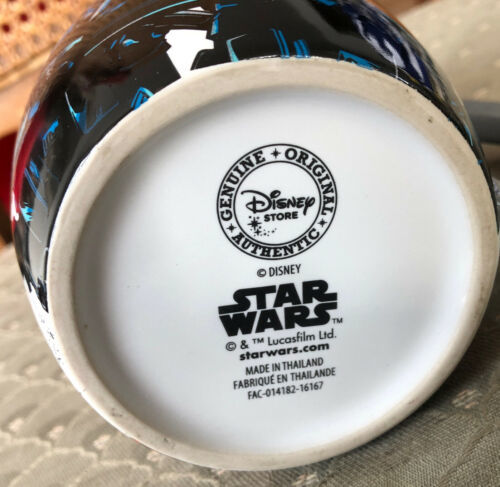 GENUINE • ORIGINAL
Disney
STORE
AUTHENTIC
© DISNEY
STAR
WARS™
© & ™ Lucasfilm Ltd.
starwars.com
MADE IN THAILAND
FABRIQUÉ EN THAILANDE
FAC-014182-16167